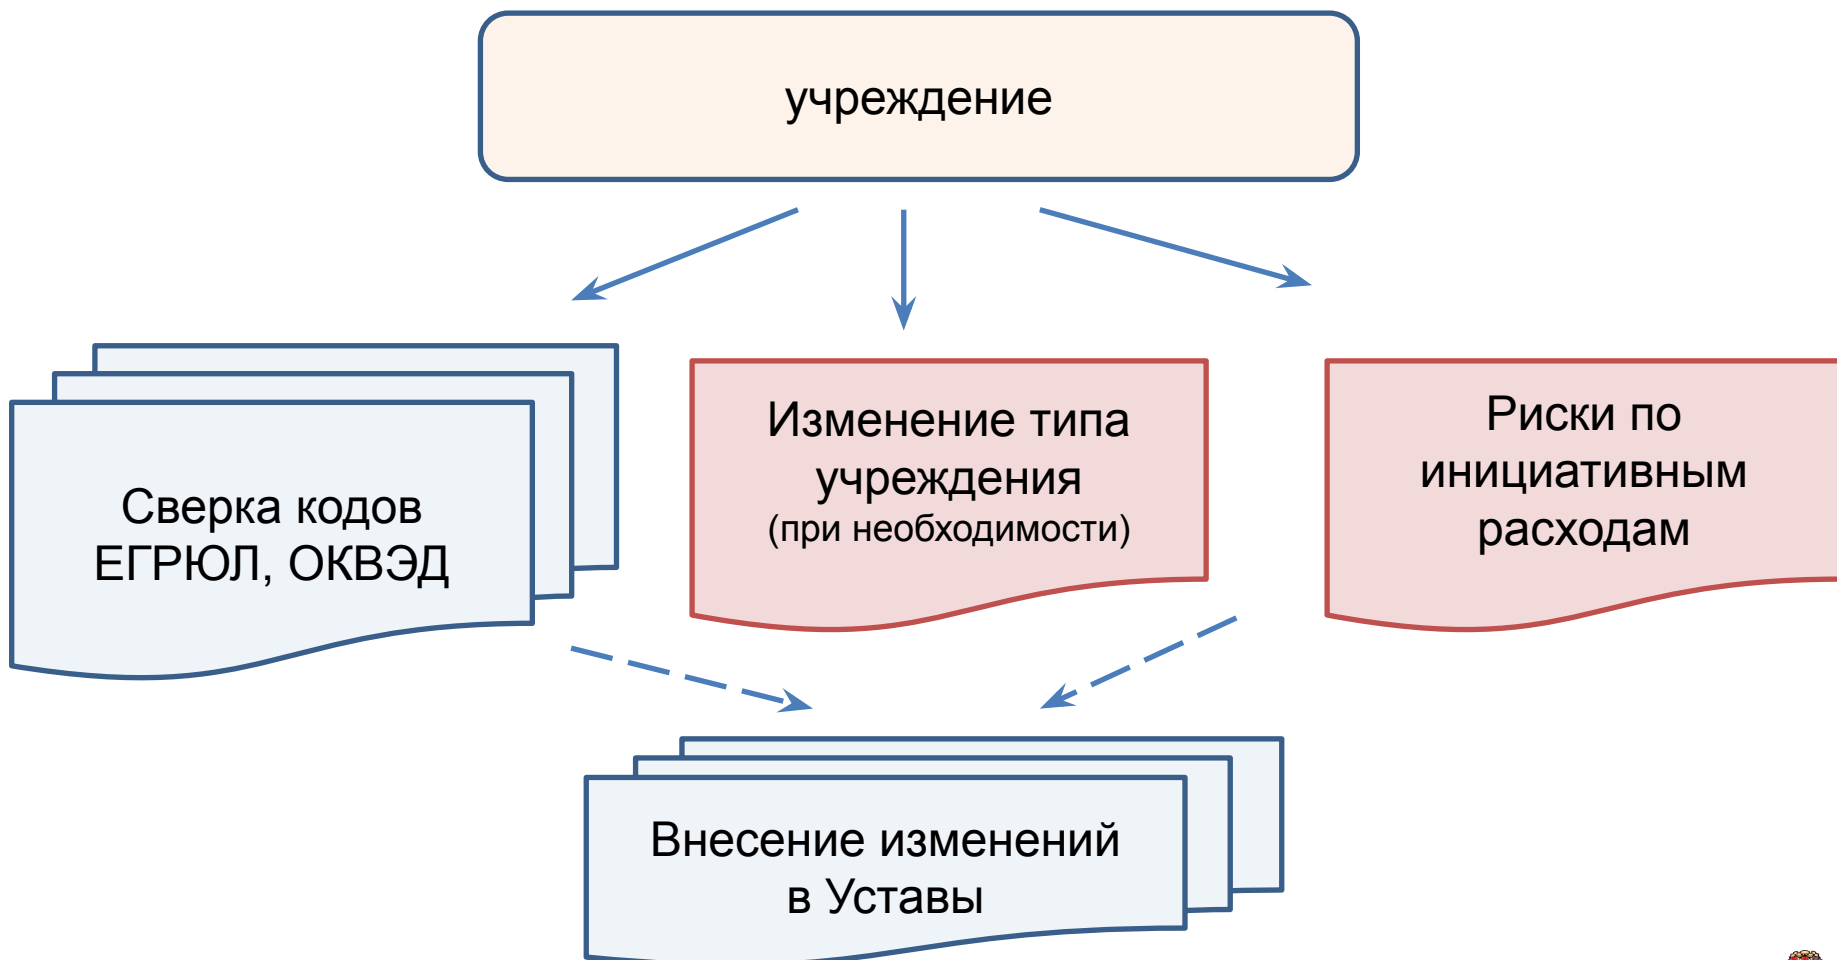 учреждение
Сверка кодов
ЕГРЮЛ, ОКВЭД
Изменение типа
учреждения
(при необходимости)
Риски по
инициативным
расходам
Внесение изменений
в Уставы